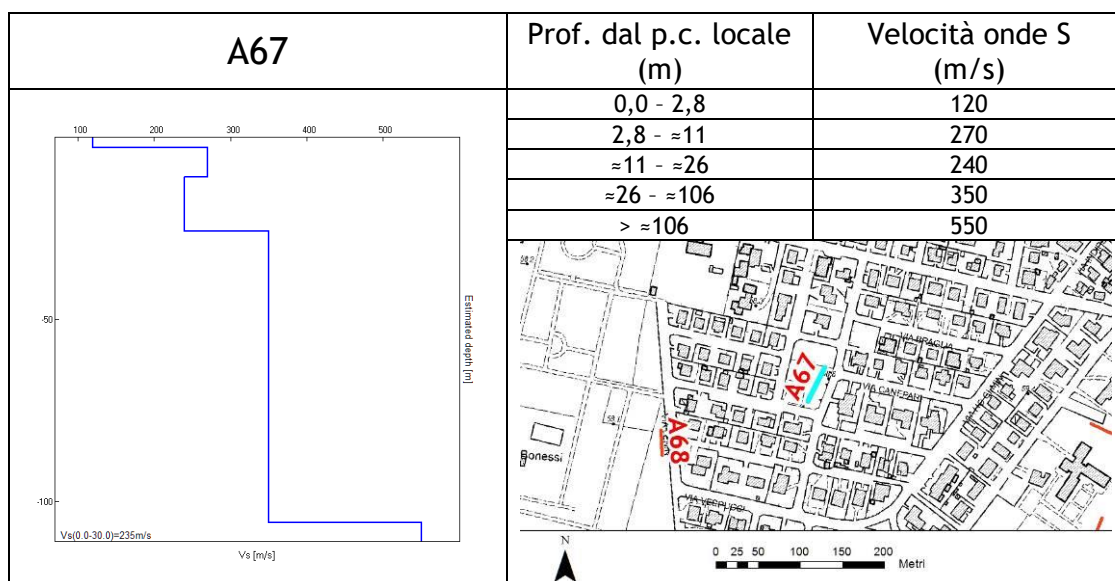 A67
Prof. dal p.c. locale
(m)
Velocità onde S
(m/s)
0,0 – 2,8
120
2,8 – ≈11
270
≈11 – ≈26
240
≈26 – ≈106
350
> ≈106
550
100 200 300 400 500
-50
-100
Estimated depth [m]
Vs(0.0-30.0)=235m/s
Vs [m/s]
VIA BRAGLIA
A67
VIA CANEPARI
A68
Bonessi
VIA VESPUCCI
N
0 25 50 100 150 200
Metri